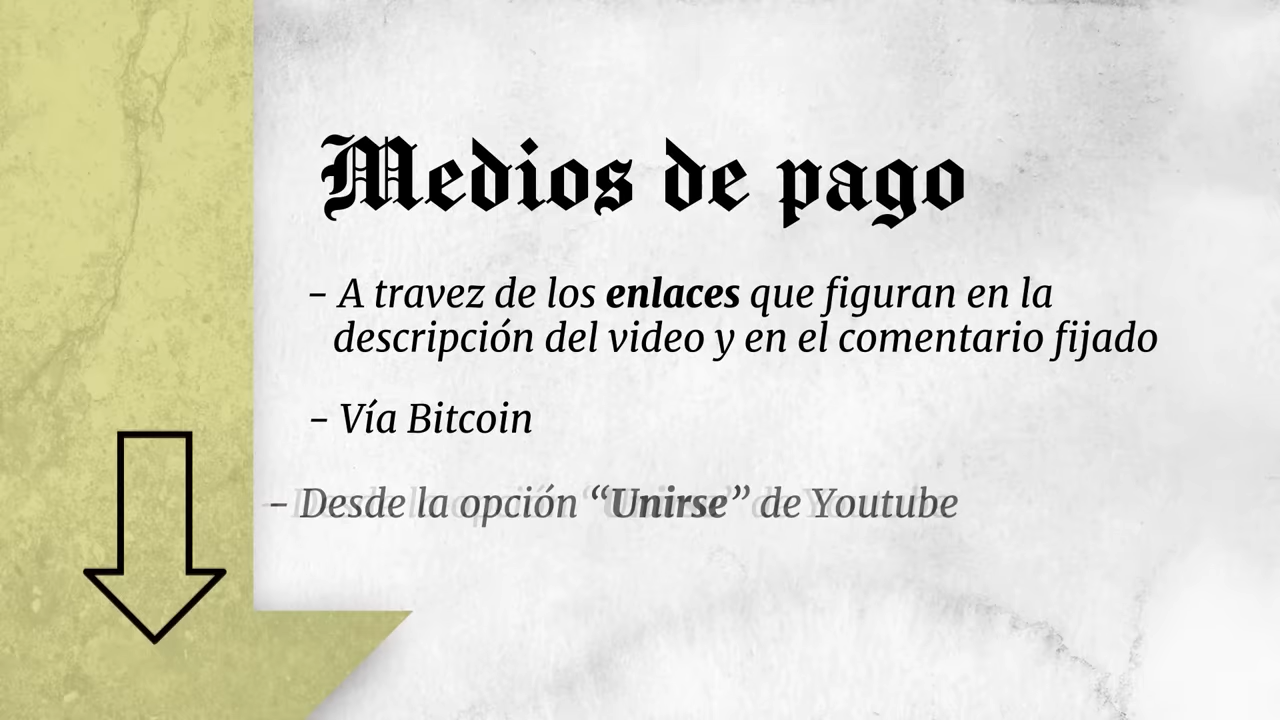 Medios de pago
- A travez de los enlaces que figuran en la
descripción del video y en el comentario fijado
- Vía Bitcoin
- Desde la opción “Unirse” de Youtube